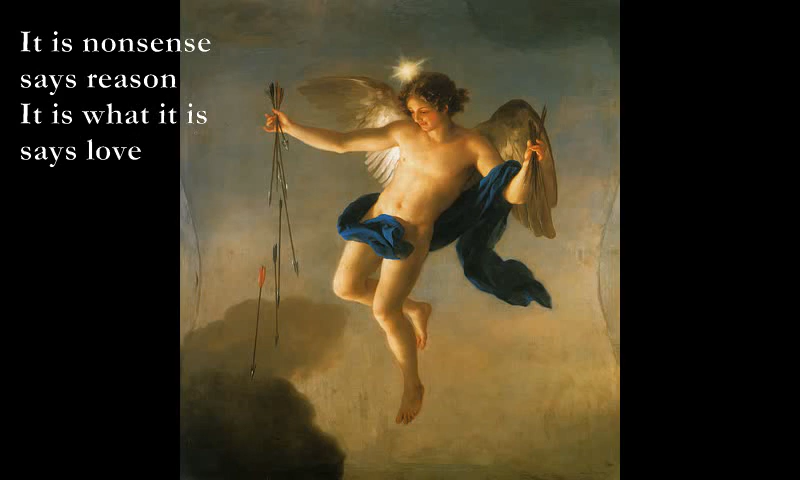 It is nonsense
says reason
It is what it is
says love